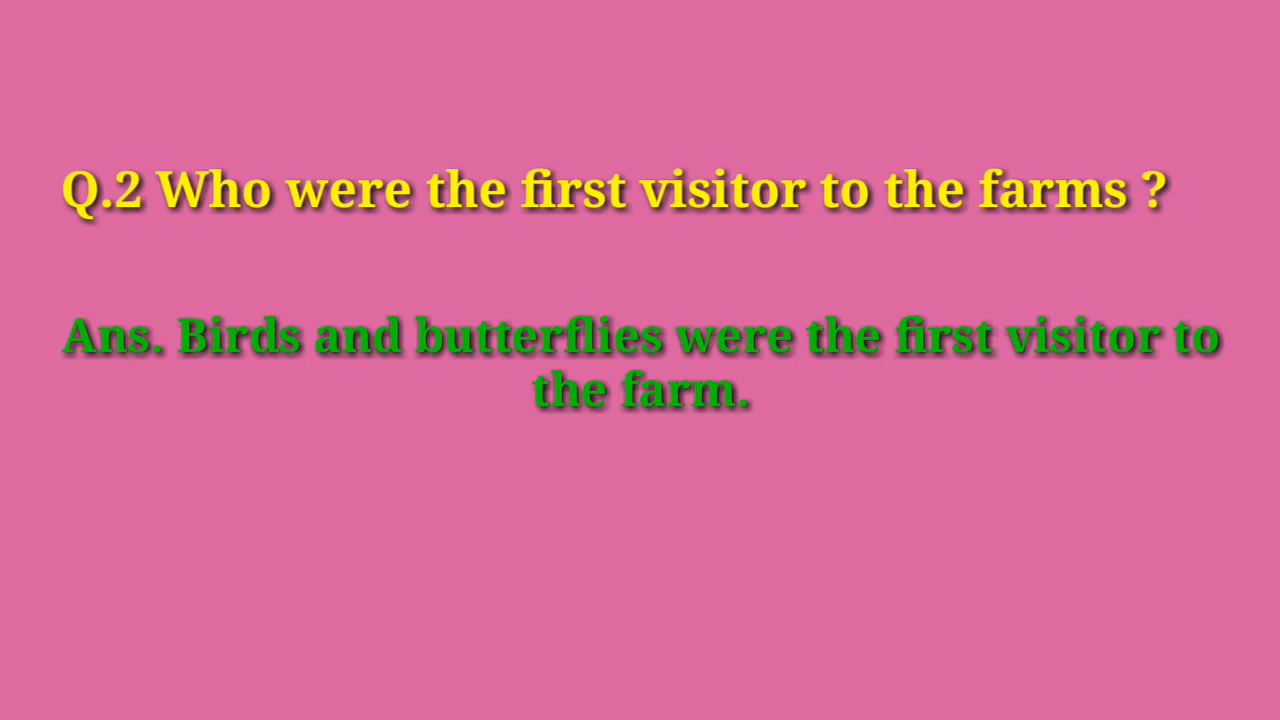 Q.2 Who were the first visitor to the farms ?
Ans. Birds and butterflies were the first visitor to
the farm.